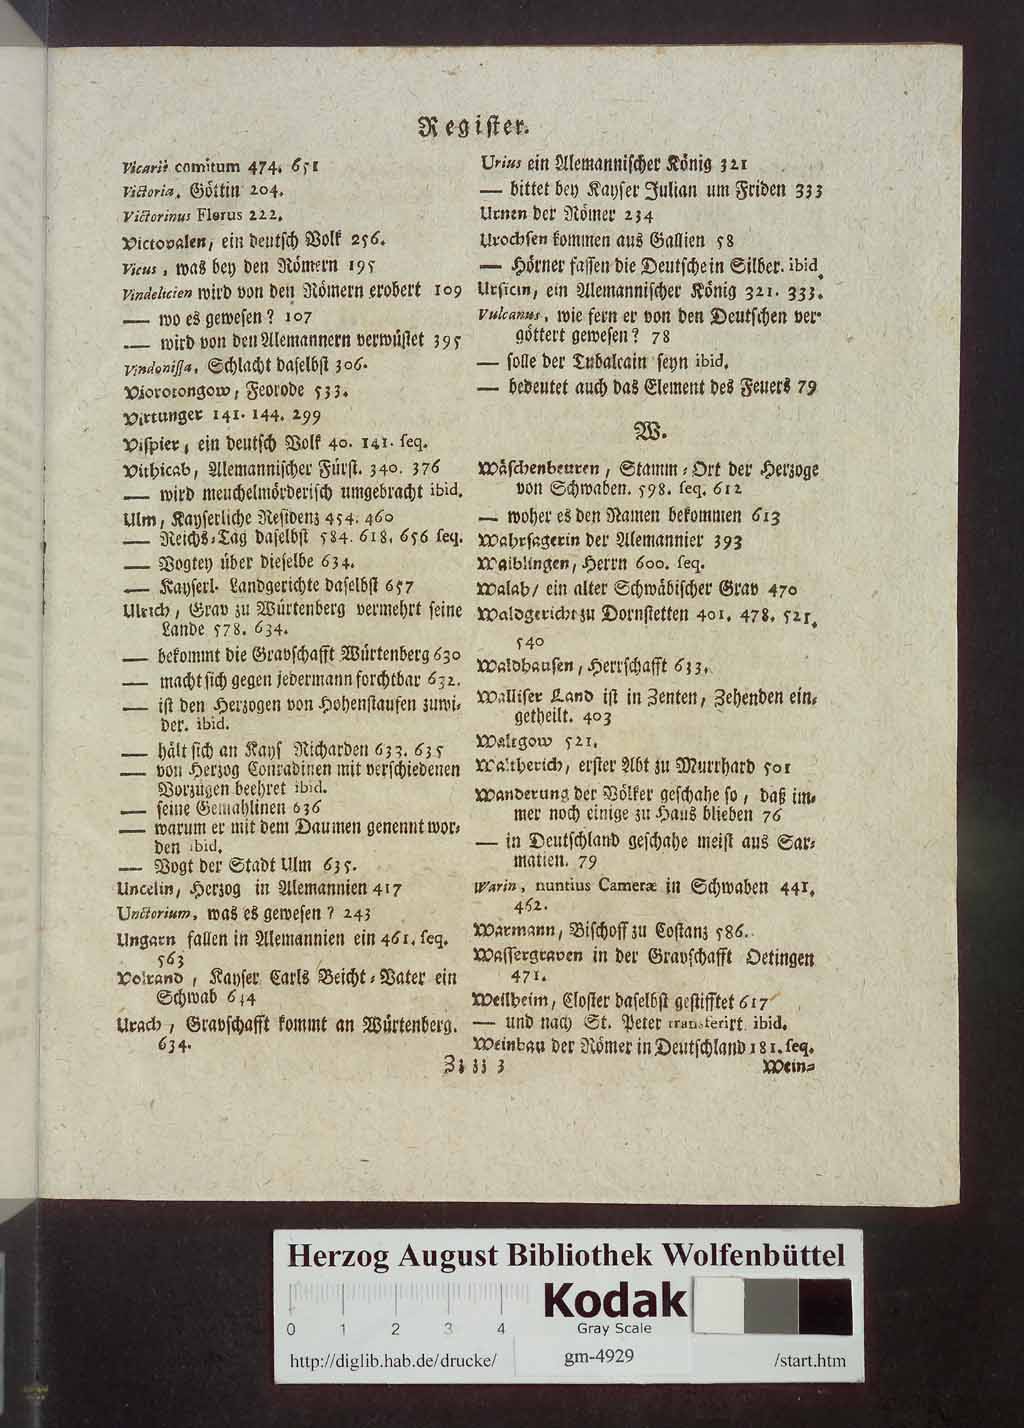 Register.
Vicarii comitum 474. 651
Victoria, Göttin 204.
Victorinus Florus 222.
Victovalen, ein deutsch Volk 256.
Vicus, was bey den Römern 195
Vindelicien wird von den Römern erobert 109
— wo es gewesen? 107
— wird von den Alemannern verwüstet 395
Vindonissa, Schlacht daselbst 306.
Viorotongow, Feorode 533.
Virtunger 141. 144. 299
Vispier, ein deutsch Volk 40. 141. seq.
Vithicab, Alemannischer Fürst. 340. 376
— wird meuchelmörderisch umgebracht ibid.
Ulm, Kayserliche Residenz 454. 460
— Reichs-Tag daselbst 584. 618. 656 seq.
— Vogtey über dieselbe 634.
— Kayserl. Landgerichte daselbst 657
Ulrich, Grav zu Würtenberg vermehrt seine
Lande 578. 634.
— bekommt die Gravschafft Würtenberg 630
— macht sich gegen jedermann forchtbar 632.
— ist den Herzogen von Hohenstaufen zuwi-
der. ibid.
— hält sich an Kays Richarden 633. 635
— von Herzog Conradinen mit verschiedenen
Vorzügen beehret ibid.
— seine Gemahlinen 636
— warum er mit dem Daumen genennt wor-
den ibid.
— Vogt der Stadt Ulm 635.
Uncelin, Herzog in Alemannien 417
Unctorium, was es gewesen? 243
Ungarn fallen in Alemannien ein 461. seq.
563
Volrand, Kayser Carls Beicht-Vater ein
Schwab 644
Urach, Gravschafft kommt an Würtenberg.
634.
Urius ein Alemannischer König 321
— bittet bey Kayser Julian um Friden 333
Urnen der Römer 234
Urochsen kommen aus Gallien 58
— Hörner fassen die Deutsche in Silber. ibid.
Ursicin, ein Alemannischer König 321. 333.
Vulcanus, wie fern er von den Deutschen ver-
göttert gewesen? 78
— solle der Tubalcain seyn ibid.
— bedeutet auch das Element des Feuers 79
W.
Wäschenbeuren, Stamm-Ort der Herzoge
von Schwaben. 598. seq. 612
— woher es den Namen bekommen 613
Wahrsagerin der Alemannier 393
Waiblingen, Herrn 600. seq.
Walab/ ein alter Schwäbischer Grav 470
Waldgericht zu Dornstetten 401. 478. 521.
540
Waldhausen, Herrschafft 633.
Walliser Land ist in Zenten, Zehenden ein-
getheilt. 403
Waltgow 521.
Waltherich, erster Abt zu Murrhard 501
Wanderung der Völker geschahe so, daß im-
mer noch einige zu Haus blieben 76
— in Deutschland geschahe meist aus Sar-
matien. 79
Warin, nuntius Cameræ in Schwaben 441.
462.
Warmann, Bischoff zu Costanz 586.
Wassergraven in der Gravschafft Oetingen
471.
Weilheim, Closter daselbst gestifftet 617
— und nach St. Peter transferirt. ibid.
Weinbau der Römer in Deutschland 181. seq.
Zz zz 3
Wein-
Herzog August Bibliothek Wolfenbüttel
Kodak
Gray Scale
0 1 2 3 4
http://diglib.hab.de/drucke/ gm-4929 /start.htm